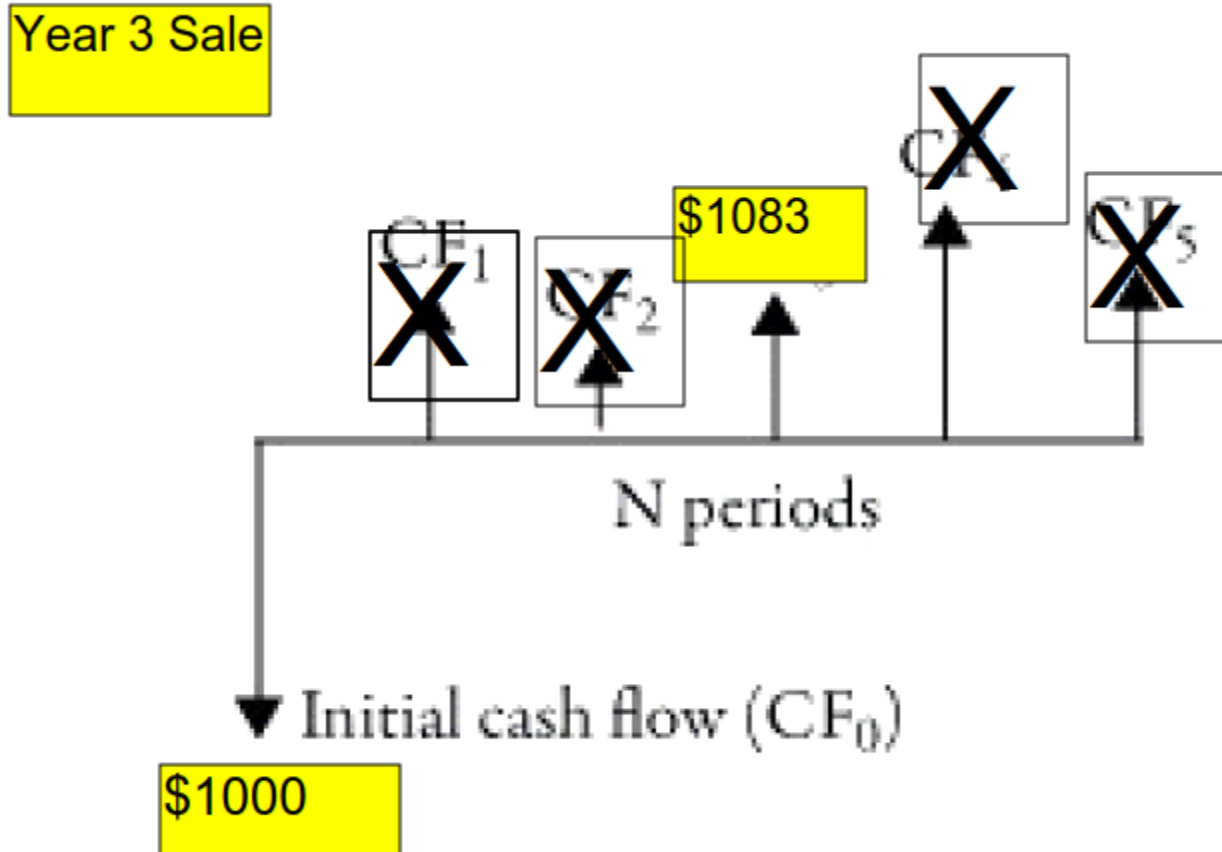 Year 3 Sale
X
CF₁
X
CF₂
X
$1083
X
CF₅
X
N periods
Initial cash flow (CF₀)
$1000